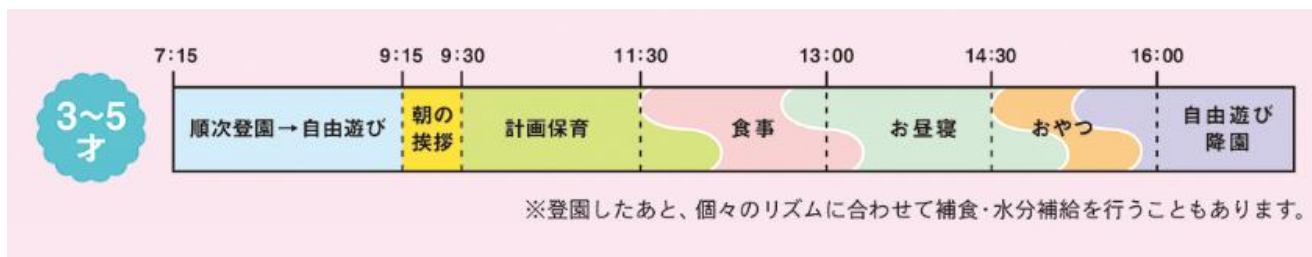 7:15 9:15 9:30 11:30 13:00 14:30 16:00
3〜5
才
順次登園→自由遊び
朝の
挨拶
計画保育
食事
お昼寝
おやつ
自由遊び
降園
※登園したあと、個々のリズムに合わせて補食・水分補給を行うこともあります。